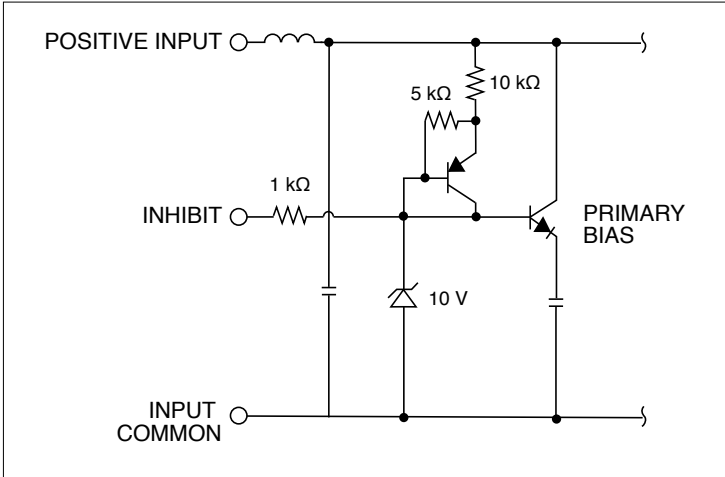 POSITIVE INPUT
10 kΩ
5 kΩ
1 kΩ
INHIBIT
PRIMARY
BIAS
10 V
INPUT
COMMON